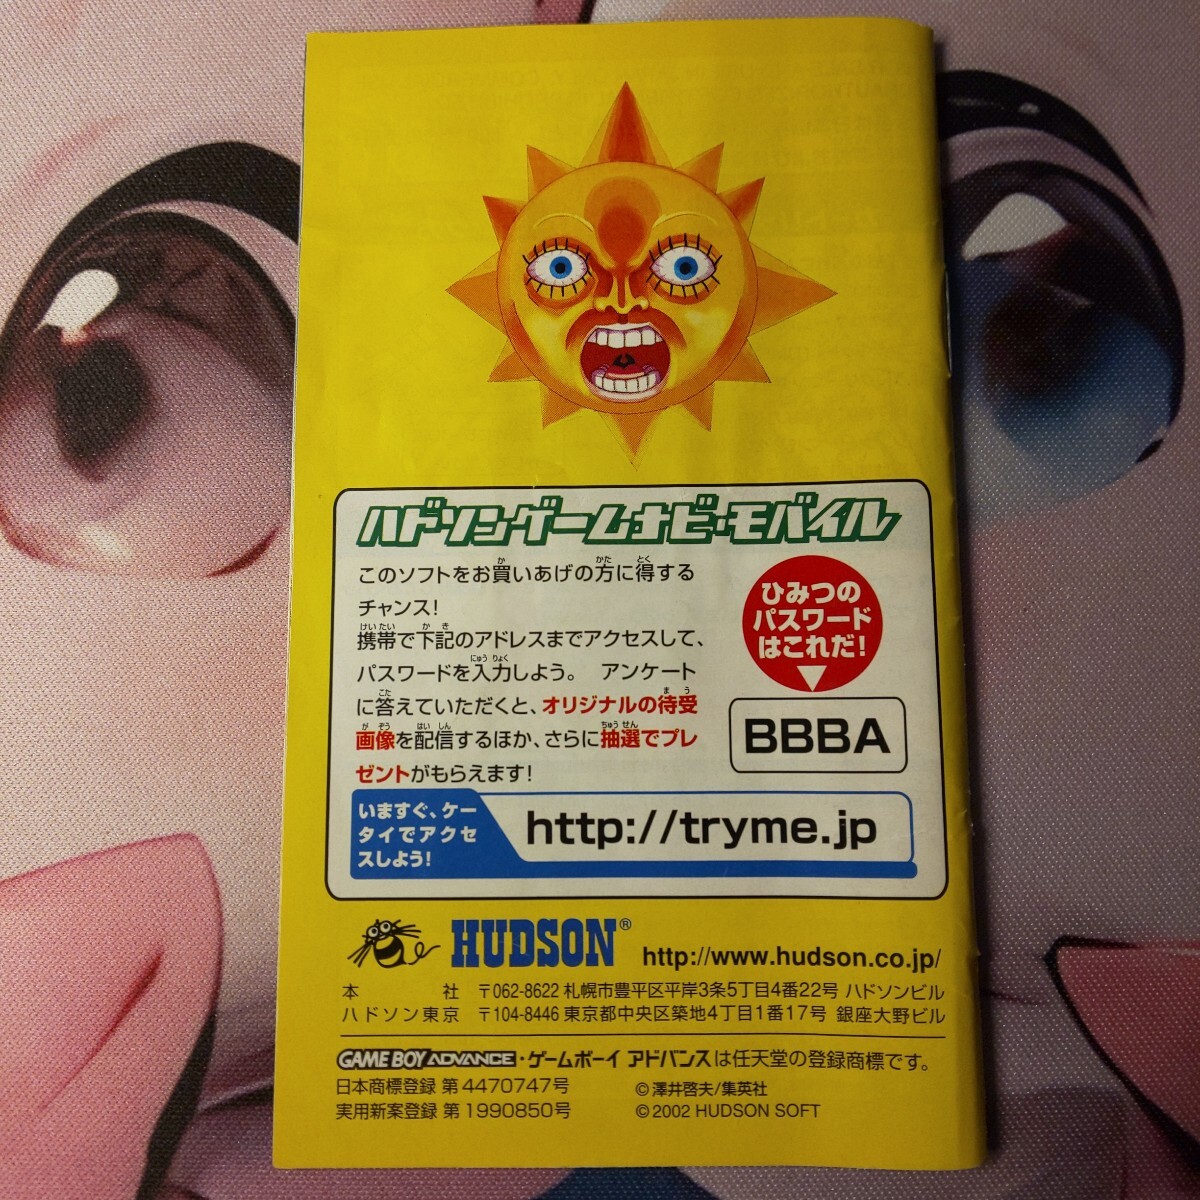 ハドソンゲームナビ・モバイル
このソフトをお買いあげの方に得する
チャンス!
携帯で下記のアドレスまでアクセスして、
パスワードを入力しよう。 アンケート
に答えていただくと、オリジナルの待受
画像を配信するほか、さらに抽選でプレ
ゼントがもらえます!
ひみつの
パスワード
はこれだ!
BBBA
いますぐ、ケー
タイでアクセ
スしよう!
http://tryme.jp
HUDSON® http://www.hudson.co.jp/
本 社 〒062-8622 札幌市豊平区平岸3条5丁目4番22号 ハドソンビル
ハドソン東京 〒104-8446 東京都中央区築地4丁目1番17号 銀座大野ビル
GAME BOY ADVANCE・ゲームボーイ アドバンスは任天堂の登録商標です。
日本商標登録 第4470747号
実用新案登録 第1990850号
©澤井啓夫/集英社
©2002 HUDSON SOFT